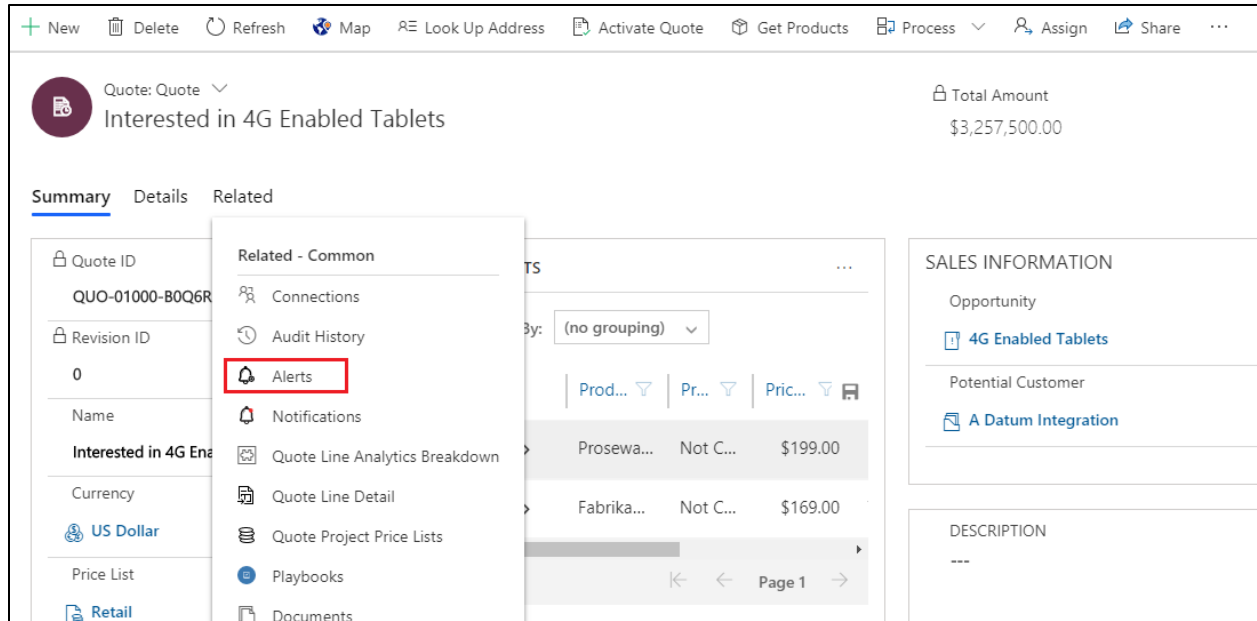 New Delete Refresh Map Look Up Address Activate Quote Get Products Process Assign Share ...
Quote: Quote
Interested in 4G Enabled Tablets
Total Amount
$3,257,500.00
Summary Details Related
Related - Common
Connections
Audit History
Alerts
Notifications
Quote Line Analytics Breakdown
Quote Line Detail
Quote Project Price Lists
Playbooks
Documents
Quote ID
QUO-01000-B0Q6R
Revision ID
0
Name
Interested in 4G Ena
Currency
US Dollar
Price List
Retail
TS ...
By: (no grouping)
Prod... Pr... Pric...
Prosewa... Not C... $199.00
Fabrika... Not C... $169.00
Page 1
SALES INFORMATION
Opportunity
4G Enabled Tablets
Potential Customer
A Datum Integration
DESCRIPTION
---